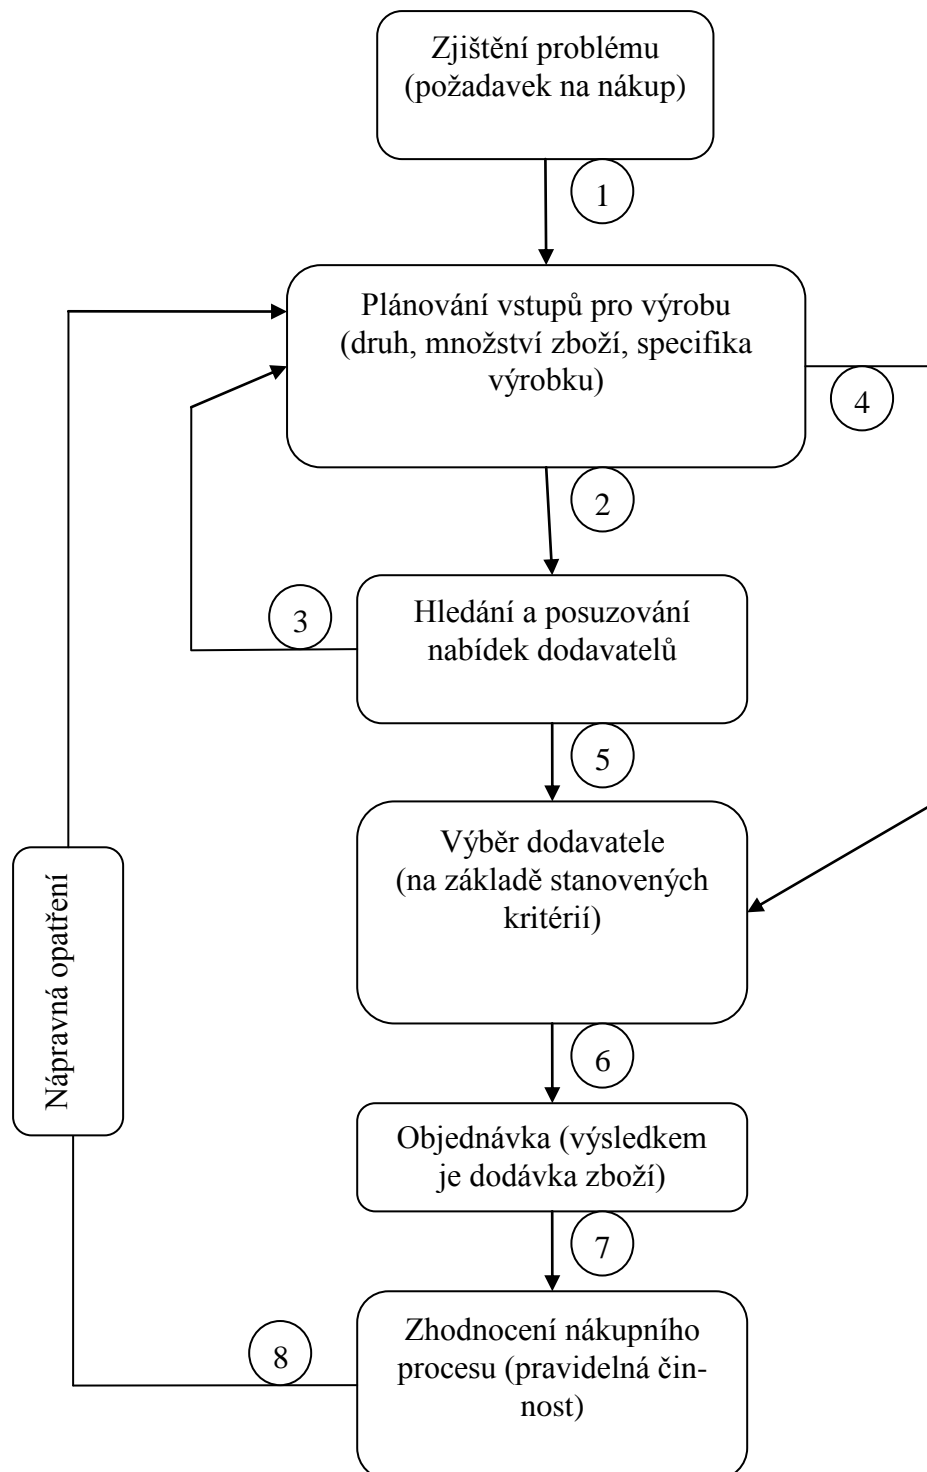 Zjištění problému
(požadavek na nákup)
1
Plánování vstupů pro výrobu
(druh, množství zboží, specifika
výrobku)
4
2
Hledání a posuzování
nabídek dodavatelů
3
5
Výběr dodavatele
(na základě stanovených
kritérií)
Nápravná opatření
6
Objednávka (výsledkem
je dodávka zboží)
7
Zhodnocení nákupního
procesu (pravidelná čin-
nost)
8